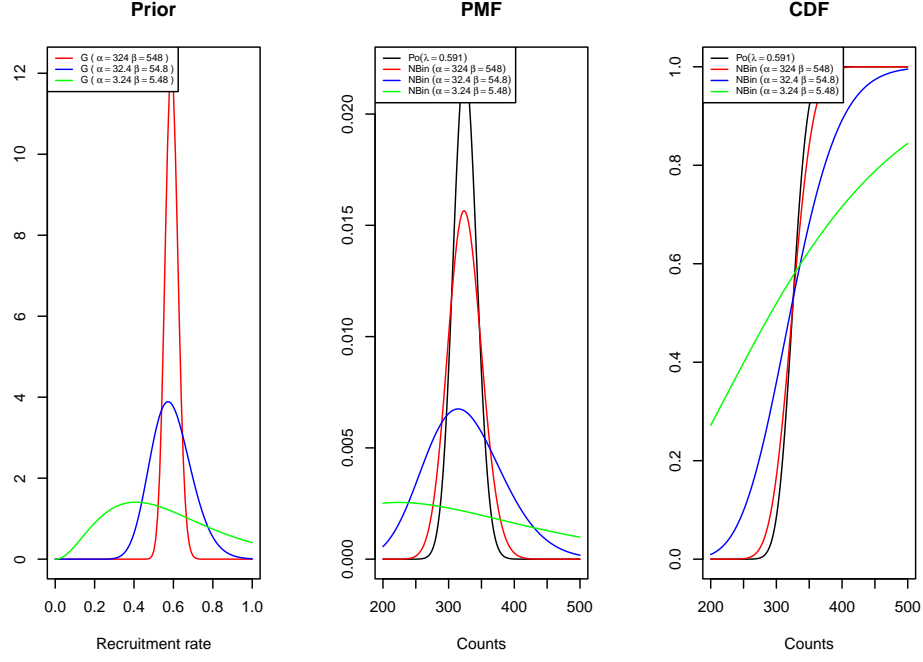 Prior
G ( α = 324 β = 548)
G ( α = 32.4 β = 54.8)
G ( α = 3.24 β = 5.48)
0
2
4
6
8
10
12
0.0 0.2 0.4 0.6 0.8 1.0
Recruitment rate
PMF
Po(λ = 0.591)
NBin (α = 324 β = 548)
NBin (α = 32.4 β = 54.8)
NBin (α = 3.24 β = 5.48)
0.000
0.005
0.010
0.015
0.020
200 300 400 500
Counts
CDF
Po(λ = 0.591)
NBin (α = 324 β = 548)
NBin (α = 32.4 β = 54.8)
NBin (α = 3.24 β = 5.48)
0.0
0.2
0.4
0.6
0.8
1.0
200 300 400 500
Counts